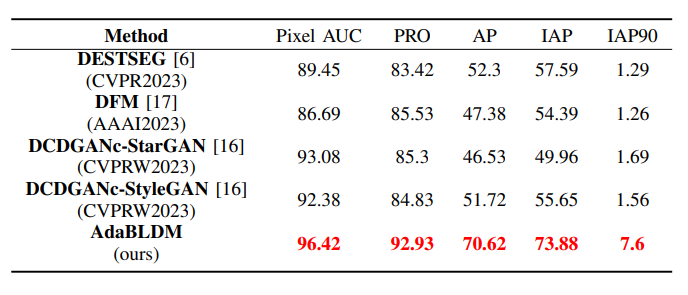 Method Pixel AUC PRO AP IAP IAP90
DESTSEG [6]
(CVPR2023) 89.45 83.42 52.3 57.59 1.29
DFM [17]
(AAAI2023) 86.69 85.53 47.38 54.39 1.26
DCDGANc-StarGAN [16]
(CVPRW2023) 93.08 85.3 46.53 49.96 1.69
DCDGANc-StyleGAN [16]
(CVPRW2023) 92.38 84.83 51.72 55.65 1.56
AdaBLDM
(ours) 96.42 92.93 70.62 73.88 7.6